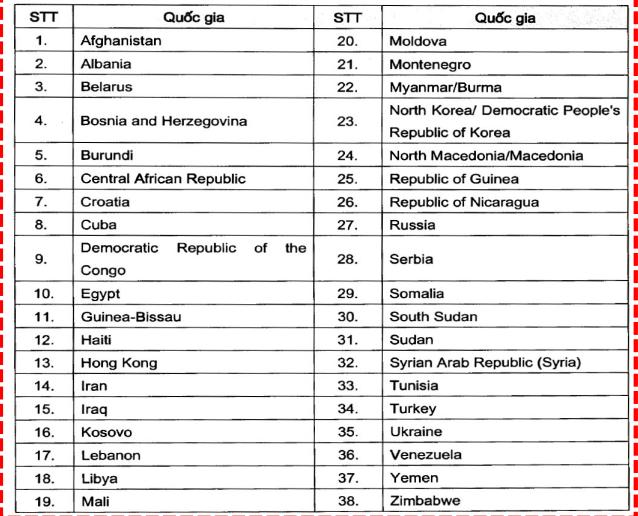 STT Quốc gia STT Quốc gia
1. Afghanistan 20. Moldova
2. Albania 21. Montenegro
3. Belarus 22. Myanmar/Burma
4. Bosnia and Herzegovina 23. North Korea/ Democratic People's
Republic of Korea
5. Burundi 24. North Macedonia/Macedonia
6. Central African Republic 25. Republic of Guinea
7. Croatia 26. Republic of Nicaragua
8. Cuba 27. Russia
9. Democratic Republic of the
Congo 28. Serbia
10. Egypt 29. Somalia
11. Guinea-Bissau 30. South Sudan
12. Haiti 31. Sudan
13. Hong Kong 32. Syrian Arab Republic (Syria)
14. Iran 33. Tunisia
15. Iraq 34. Turkey
16. Kosovo 35. Ukraine
17. Lebanon 36. Venezuela
18. Libya 37. Yemen
19. Mali 38. Zimbabwe